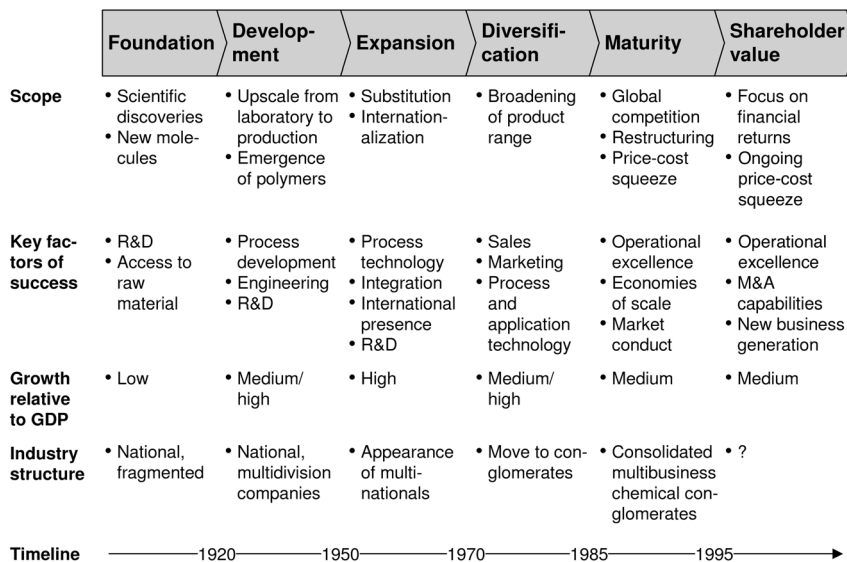 Foundation
Develop-
ment
Expansion
Diversifi-
cation
Maturity
Shareholder
value
Scope
• Scientific
discoveries
• New mole-
cules
• Upscale from
laboratory to
production
• Emergence
of polymers
• Substitution
• Internation-
alization
• Broadening
of product
range
• Global
competition
• Restructuring
• Price-cost
squeeze
• Focus on
financial
returns
• Ongoing
price-cost
squeeze
Key fac-
tors of
success
• R&D
• Access to
raw
material
• Process
development
• Engineering
• R&D
• Process
technology
• Integration
• International
presence
• R&D
• Sales
• Marketing
• Process
and
application
technology
• Operational
excellence
• Economies
of scale
• Market
conduct
• Operational
excellence
• M&A
capabilities
• New business
generation
Growth
relative
to GDP
• Low
• Medium/
high
• High
• Medium/
high
• Medium
• Medium
Industry
structure
• National,
fragmented
• National,
multidivision
companies
• Appearance
of multi-
nationals
• Move to con-
glomerates
• Consolidated
multibusiness
chemical con-
glomerates
• ?
Timeline
1920
1950
1970
1985
1995